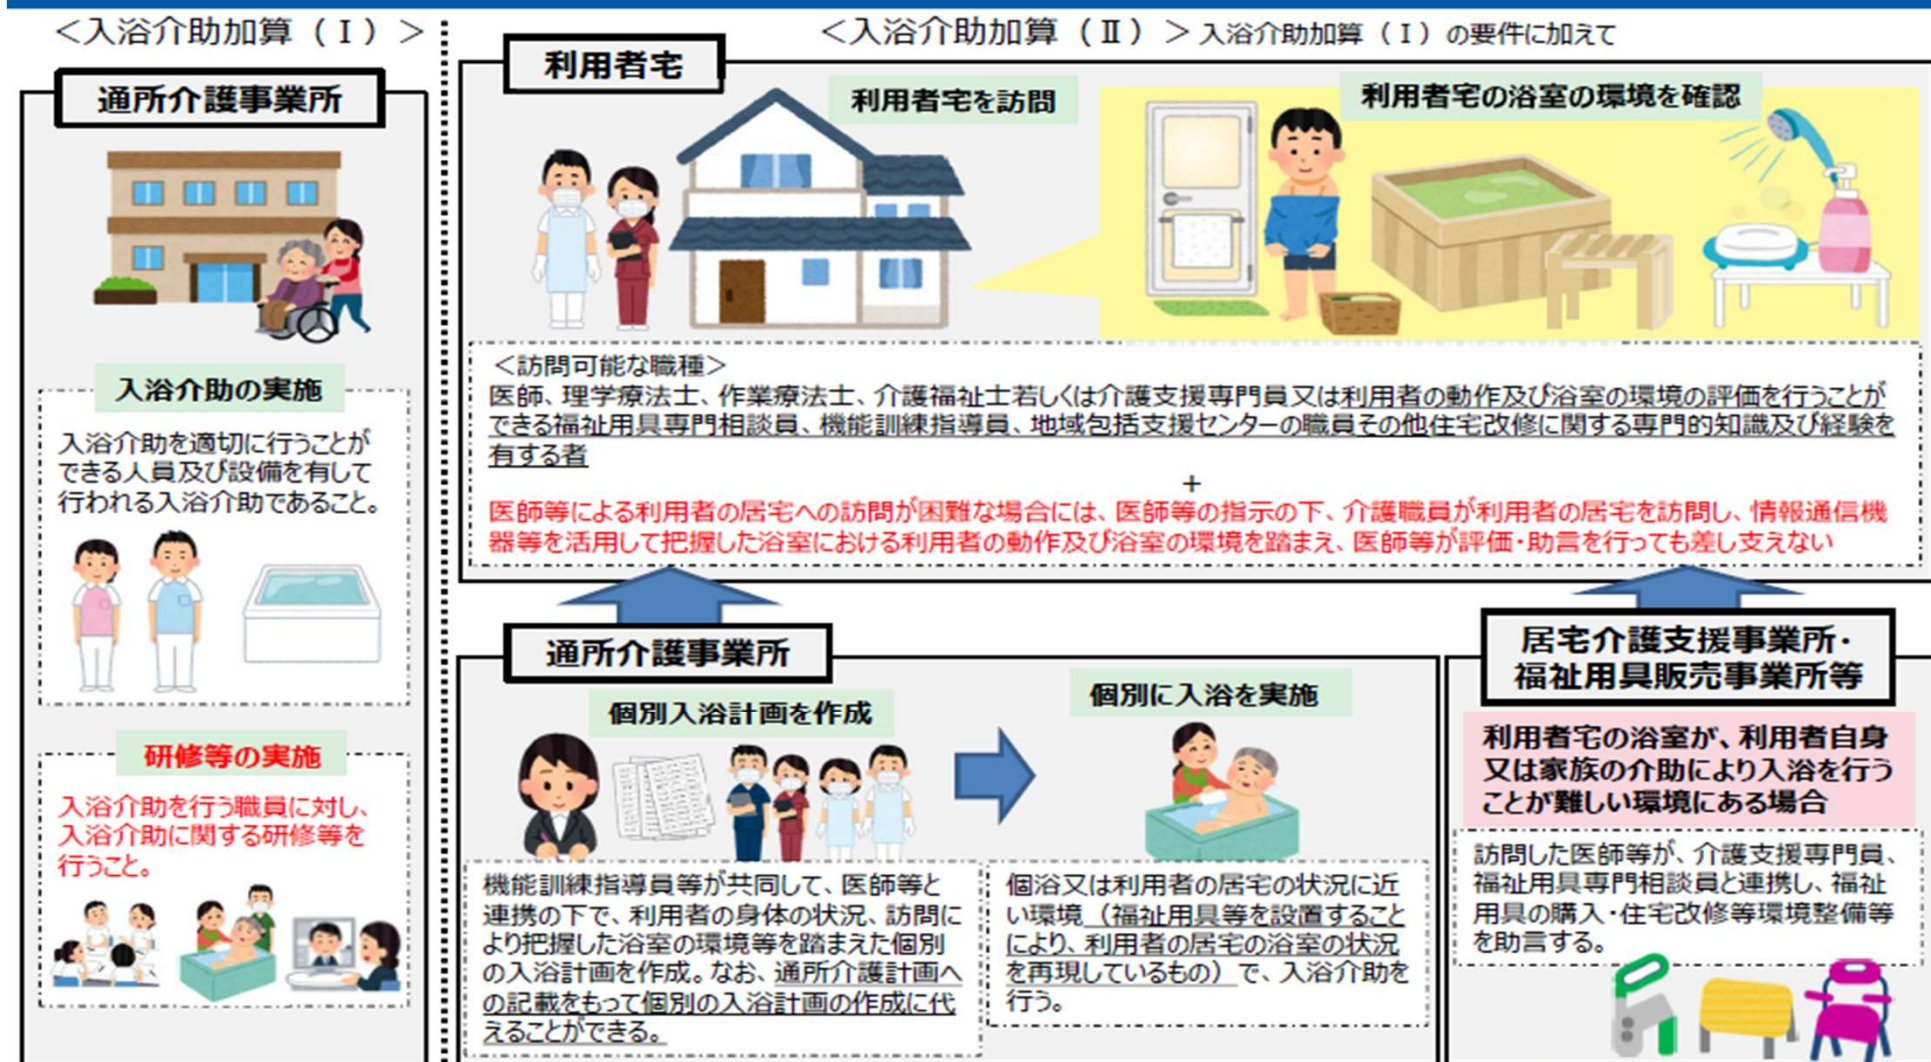 ＜入浴介助加算（Ⅰ）＞
通所介護事業所
入浴介助の実施
入浴介助を適切に行うことが
できる人員及び設備を有して
行われる入浴介助であること。
研修等の実施
入浴介助を行う職員に対し、
入浴介助に関する研修等を
行うこと。
＜入浴介助加算（Ⅱ）＞入浴介助加算（Ⅰ）の要件に加えて
利用者宅
利用者宅を訪問
利用者宅の浴室の環境を確認
＜訪問可能な職種＞
医師、理学療法士、作業療法士、介護福祉士若しくは介護支援専門員又は利用者の動作及び浴室の環境の評価を行うことが
できる福祉用具専門相談員、機能訓練指導員、地域包括支援センターの職員その他住宅改修に関する専門的知識及び経験を
有する者
+
医師等による利用者の居宅への訪問が困難な場合には、医師等の指示の下、介護職員が利用者の居宅を訪問し、情報通信機
器等を活用して把握した浴室における利用者の動作及び浴室の環境を踏まえ、医師等が評価・助言を行っても差し支えない
通所介護事業所
個別入浴計画を作成
機能訓練指導員等が共同して、医師等と
連携の下で、利用者の身体の状況、訪問に
より把握した浴室の環境等を踏まえた個別
の入浴計画を作成。なお、通所介護計画へ
の記載をもって個別の入浴計画の作成に代
えることができる。
個別に入浴を実施
個浴又は利用者の居宅の状況に近
い環境（福祉用具等を設置すること
により、利用者の居宅の浴室の状況
を再現しているもの）で、入浴介助を
行う。
居宅介護支援事業所・
福祉用具販売事業所等
利用者宅の浴室が、利用者自身
又は家族の介助により入浴を行う
ことが難しい環境にある場合
訪問した医師等が、介護支援専門員、
福祉用具専門相談員と連携し、福祉
用具の購入・住宅改修等環境整備等
を助言する。